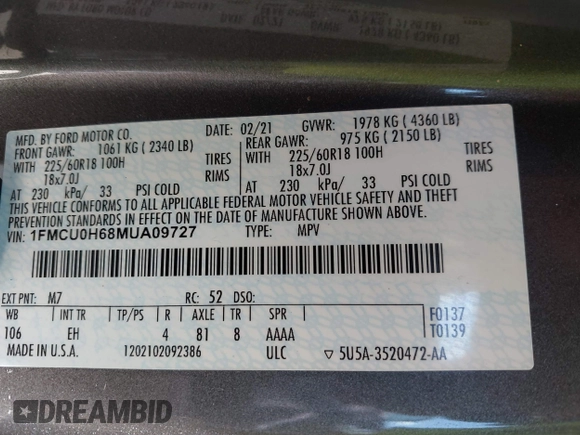 MFD. BY FORD MOTOR CO.
DATE: 02/21 GVWR: 1978 KG ( 4360 LB)
FRONT GAWR: 1061 KG ( 2340 LB)
REAR GAWR: 975 KG ( 2150 LB)
WITH 225/60R18 100H TIRES
18x7.0J RIMS
WITH 225/60R18 100H TIRES
18x7.0J RIMS
AT 230 kPa/ 33 PSI COLD
AT 230 kPa/ 33 PSI COLD
THIS VEHICLE CONFORMS TO ALL APPLICABLE FEDERAL MOTOR VEHICLE SAFETY AND THEFT
PREVENTION STANDARDS IN EFFECT ON THE DATE OF MANUFACTURE SHOWN ABOVE.
VIN: 1FMCU0H68MUA09727 TYPE: MPV
EXT PNT: M7 RC: 52 DSO:
WB INT TR TP/PS R AXLE TR SPR
106 EH 4 81 8 AAAA
F0137
T0139
MADE IN U.S.A. 1202102092386 ULC ▽ 5U5A-3520472-AA
DREAMBID